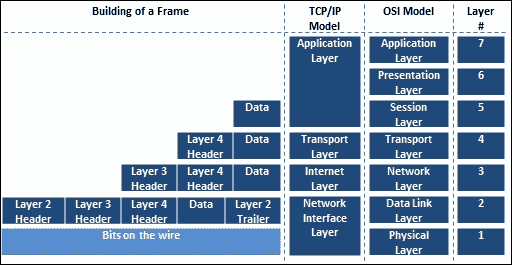 Building of a Frame TCP/IP Model OSI Model Layer #
Application Layer Application Layer 7
Presentation Layer 6
Data Session Layer 5
Layer 4 Header Data Transport Layer Transport Layer 4
Layer 3 Header Layer 4 Header Data Internet Layer Network Layer 3
Layer 2 Header Layer 3 Header Layer 4 Header Data Layer 2 Trailer Network Interface Layer Data Link Layer 2
Bits on the wire Physical Layer 1